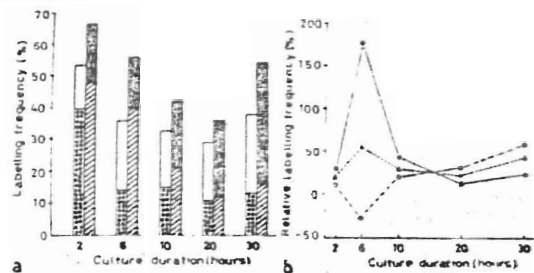 70
60
50
40
30
20
10
0
Labelling frequency (%)
2 6 10 20 30
Culture duration (hours)
a
200
150
100
50
0
-50
Relative Labelling frequency (%)
2 6 10 20 30
Culture duration (hours)
b